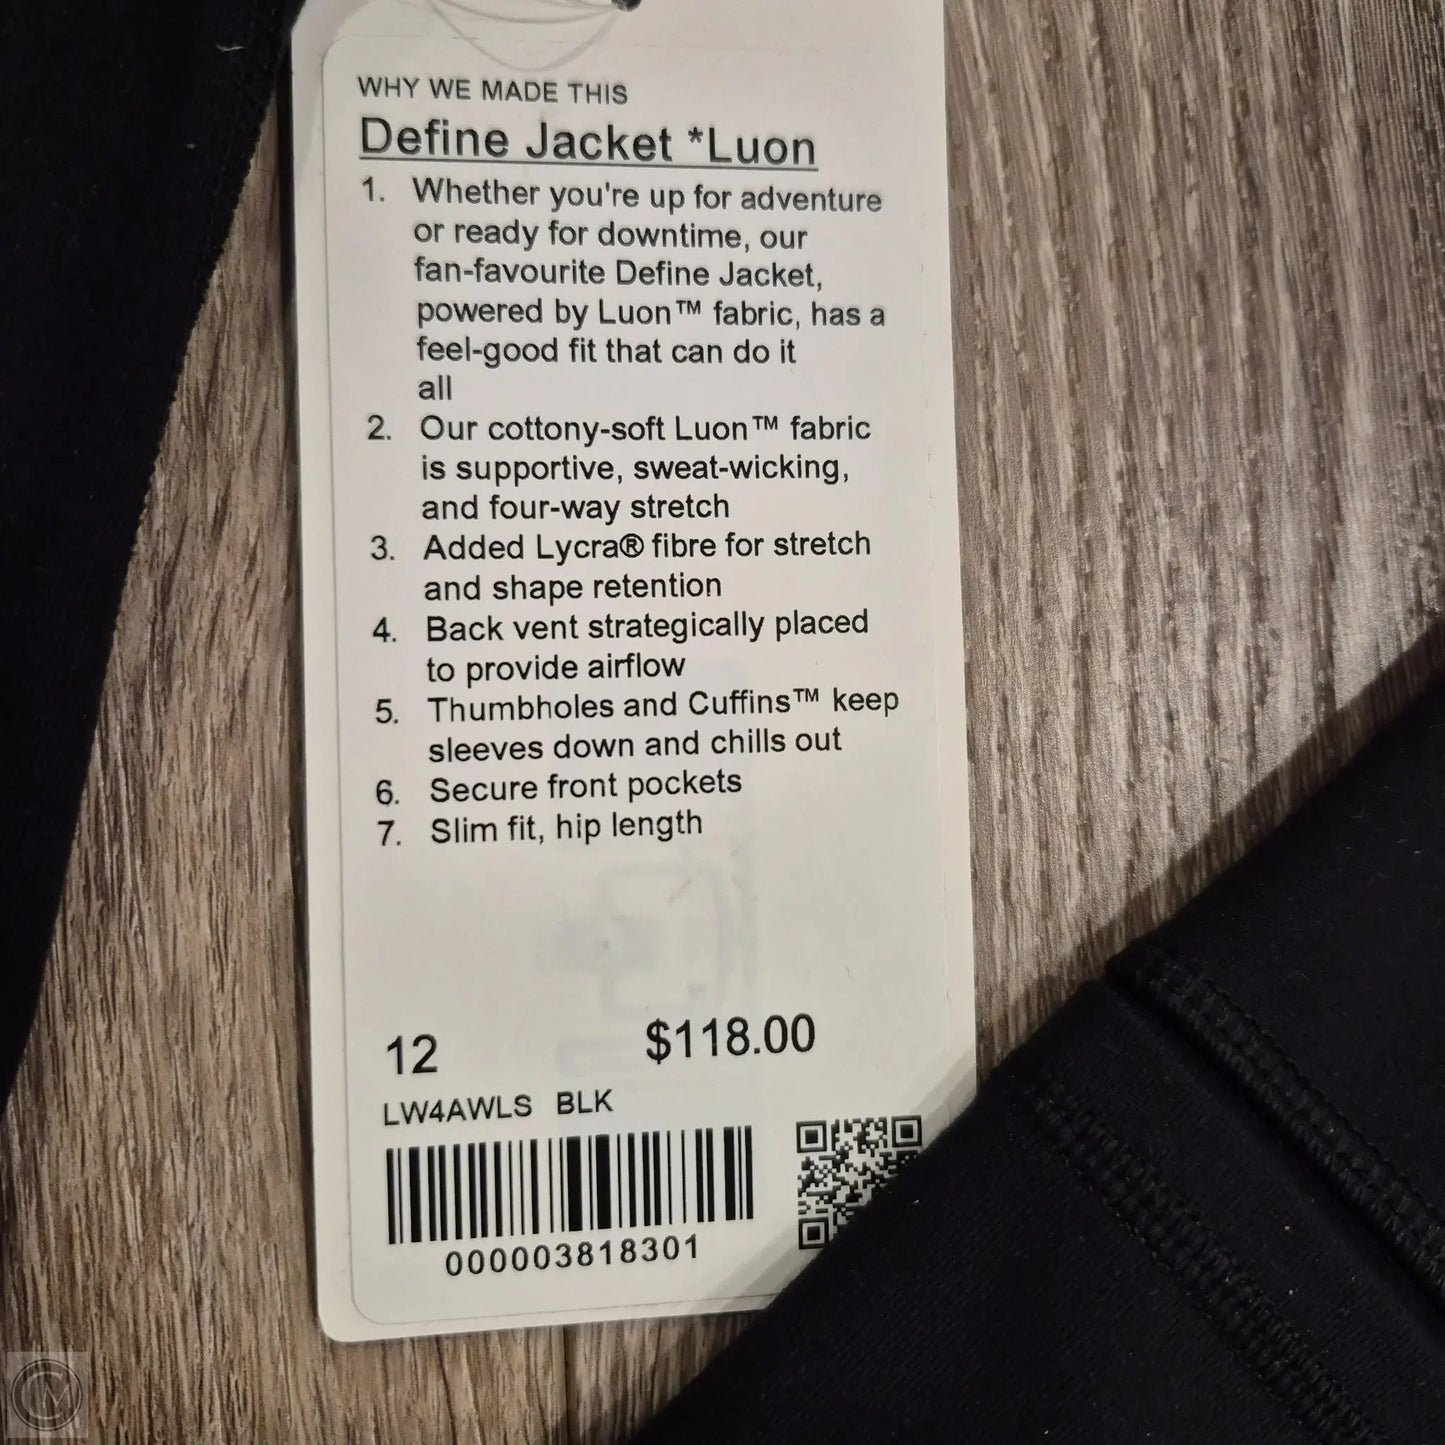 WHY WE MADE THIS
Define Jacket *Luon
1. Whether you're up for adventure
or ready for downtime, our
fan-favourite Define Jacket,
powered by Luon™ fabric, has a
feel-good fit that can do it
all
2. Our cottony-soft Luon™ fabric
is supportive, sweat-wicking,
and four-way stretch
3. Added Lycra® fibre for stretch
and shape retention
4. Back vent strategically placed
to provide airflow
5. Thumbholes and Cuffins™ keep
sleeves down and chills out
6. Secure front pockets
7. Slim fit, hip length
12 $118.00
LW4AWLS BLK
000003818301